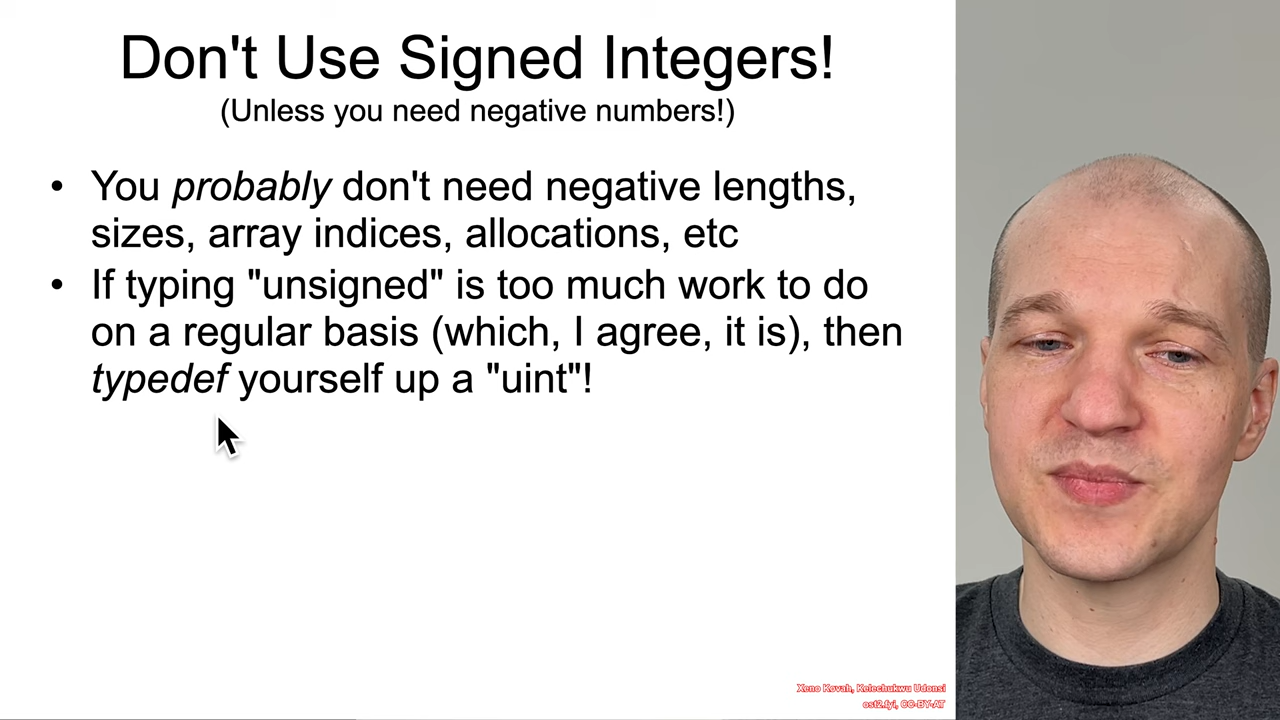 Don't Use Signed Integers!
(Unless you need negative numbers!)
• You probably don't need negative lengths,
sizes, array indices, allocations, etc
• If typing "unsigned" is too much work to do
on a regular basis (which, I agree, it is), then
typedef yourself up a "uint"!
Xeno Kovah, Kelechukwu Udonsi
ost2.fyi, CC-BY-AT